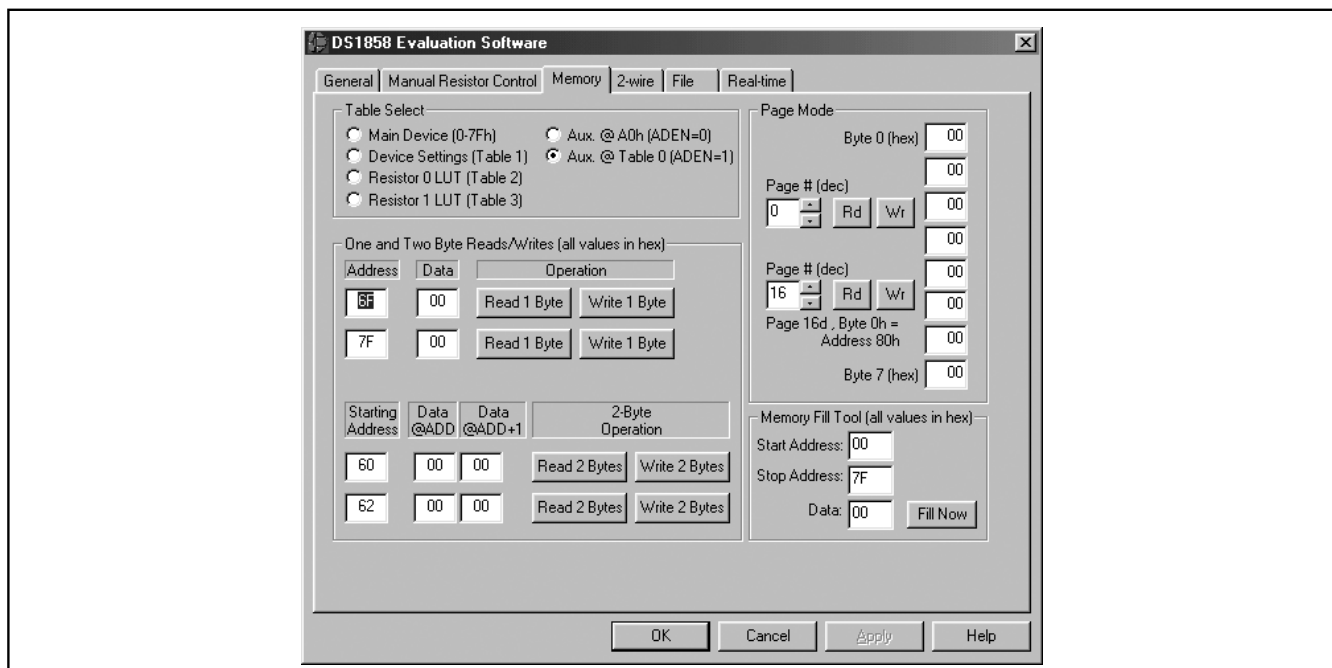 DS1858 Evaluation Software
General Manual Resistor Control Memory 2-wire File Real-time
Table Select
Main Device (0-7Fh)
Device Settings (Table 1)
Resistor 0 LUT (Table 2)
Resistor 1 LUT (Table 3)
Aux. @ A0h (ADEN=0)
Aux. @ Table 0 (ADEN=1)
One and Two Byte Reads/Writes (all values in hex)
Address Data Operation
6F 00 Read 1 Byte Write 1 Byte
7F 00 Read 1 Byte Write 1 Byte
Starting Address
Data @ADD
Data @ADD+1
2-Byte Operation
60 00 00 Read 2 Bytes Write 2 Bytes
62 00 00 Read 2 Bytes Write 2 Bytes
Page Mode
Byte 0 (hex) 00
00
Page # (dec)
0 Rd Wr 00
00
Page # (dec) 00
16 Rd Wr 00
Page 16d , Byte 0h =
Address 80h 00
Byte 7 (hex) 00
Memory Fill Tool (all values in hex)
Start Address: 00
Stop Address: 7F
Data: 00 Fill Now
OK Cancel Apply Help